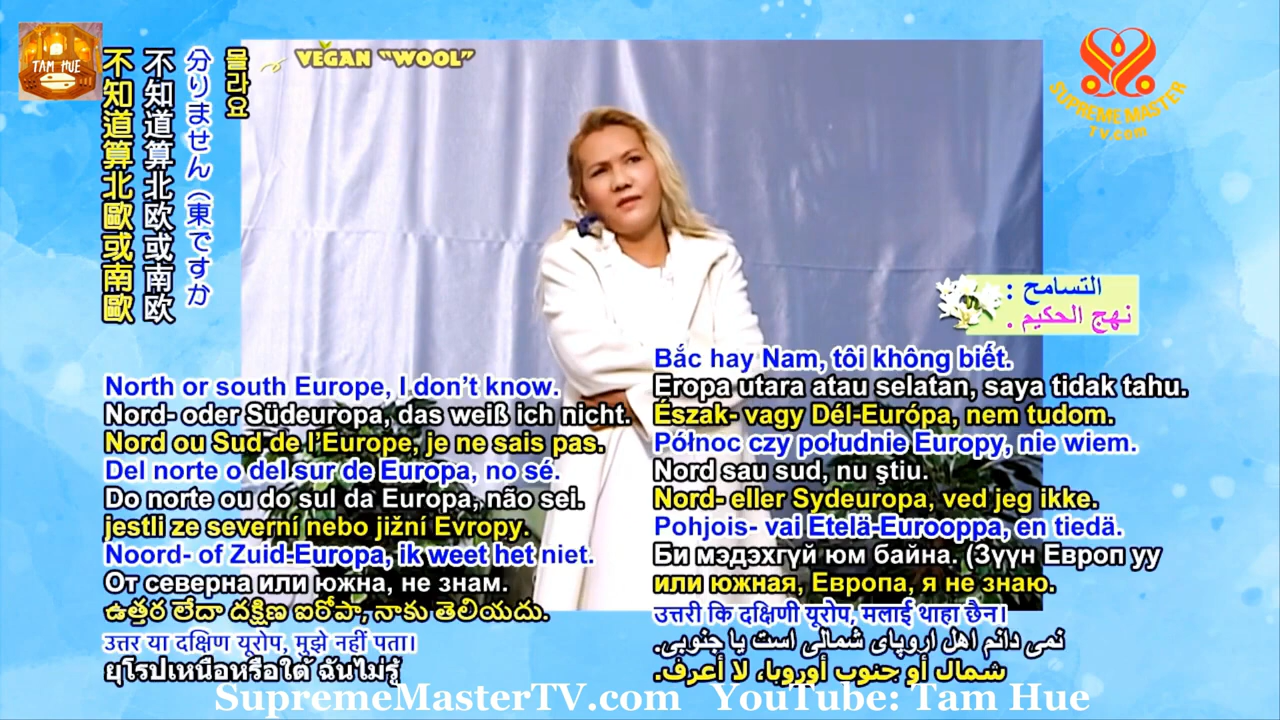 TAM HUE
不知道算北歐或南歐
不知道算北欧或南欧
分りません（東ですか
몰라요
VEGAN "WOOL"
SUPREME MASTER
TV.com
التسامح :
نهج الحكيم .
North or south Europe, I don't know.
Nord- oder Südeuropa, das weiß ich nicht.
Nord ou Sud de l'Europe, je ne sais pas.
Del norte o del sur de Europa, no sé.
Do norte ou do sul da Europa, não sei.
jestli ze severní nebo jižní Evropy.
Noord- of Zuid-Europa, ik weet het niet.
От северна или южна, не знам.
ఉత్తర లేదా దక్షిణ ఐరోపా, నాకు తెలియదు.
उत्तर या दक्षिण यूरोप, मुझे नहीं पता।
ยุโรปเหนือหรือใต้ ฉันไม่รู้
Bắc hay Nam, tôi không biết.
Eropa utara atau selatan, saya tidak tahu.
Észak- vagy Dél-Európa, nem tudom.
Północ czy południe Europy, nie wiem.
Nord sau sud, nu ştiu.
Nord- eller Sydeuropa, ved jeg ikke.
Pohjois- vai Etelä-Eurooppa, en tiedä.
Би мэдэхгүй юм байна. (Зүүн Европ уу
или южная, Европа, я не знаю.
उत्तरी कि दक्षिणी यूरोप, मलाई थाहा छैन।
نمی دانم اهل اروپای شمالی است یا جنوبی.
شمال أو جنوب أوروبا، لا أعرف.
SupremeMasterTV.com YouTube: Tam Hue